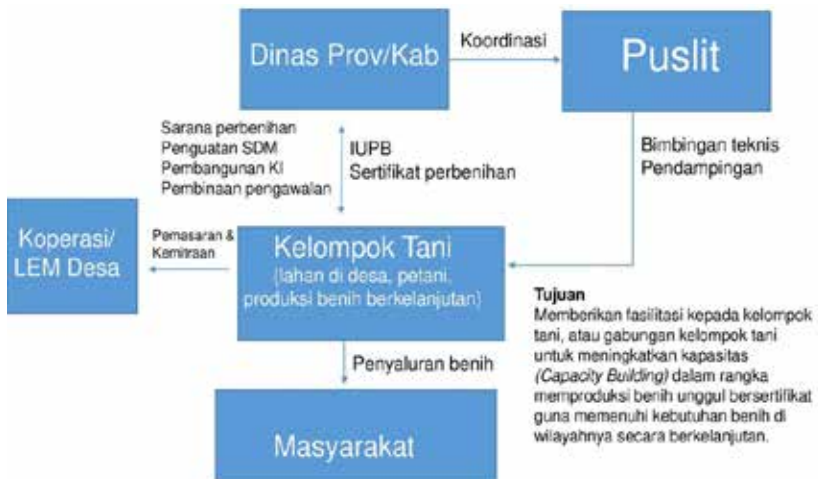 Dinas Prov/Kab
Koordinasi
Puslit
Sarana perbenihan
Penguatan SDM
Pembangunan KI
Pembinaan pengawalan
IUPB
Sertifikat perbenihan
Bimbingan teknis
Pendampingan
Koperasi/
LEM Desa
Pemasaran &
Kemitraan
Kelompok Tani
(lahan di desa, petani,
produksi benih berkelanjutan)
Tujuan
Memberikan fasilitasi kepada kelompok
tani, atau gabungan kelompok tani
untuk meningkatkan kapasitas
(Capacity Building) dalam rangka
memproduksi benih unggul bersertifikat
guna memenuhi kebutuhan benih di
wilayahnya secara berkelanjutan.
Penyaluran benih
Masyarakat